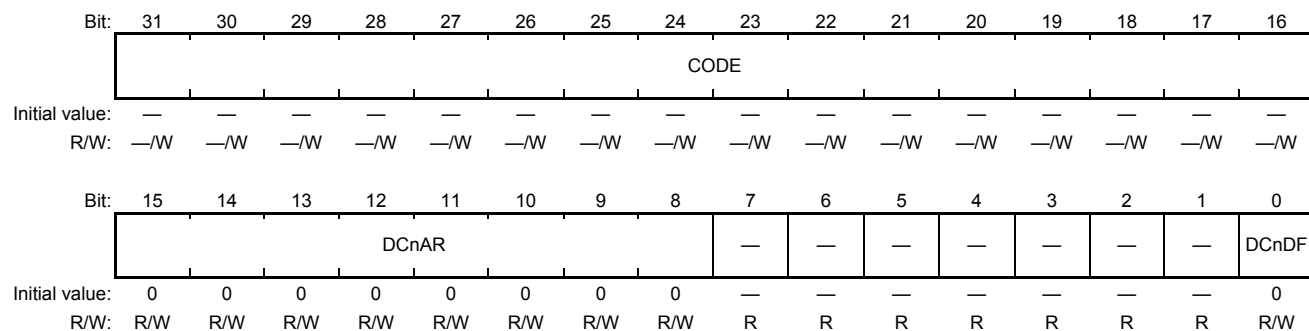 Bit: 31 30 29 28 27 26 25 24 23 22 21 20 19 18 17 16
CODE
Initial value: — — — — — — — — — — — — — — — —
R/W: —/W —/W —/W —/W —/W —/W —/W —/W —/W —/W —/W —/W —/W —/W —/W —/W
Bit: 15 14 13 12 11 10 9 8 7 6 5 4 3 2 1 0
DCnAR — — — — — — — DCnDF
Initial value: 0 0 0 0 0 0 0 0 — — — — — — — 0
R/W: R/W R/W R/W R/W R/W R/W R/W R/W R R R R R R R R/W